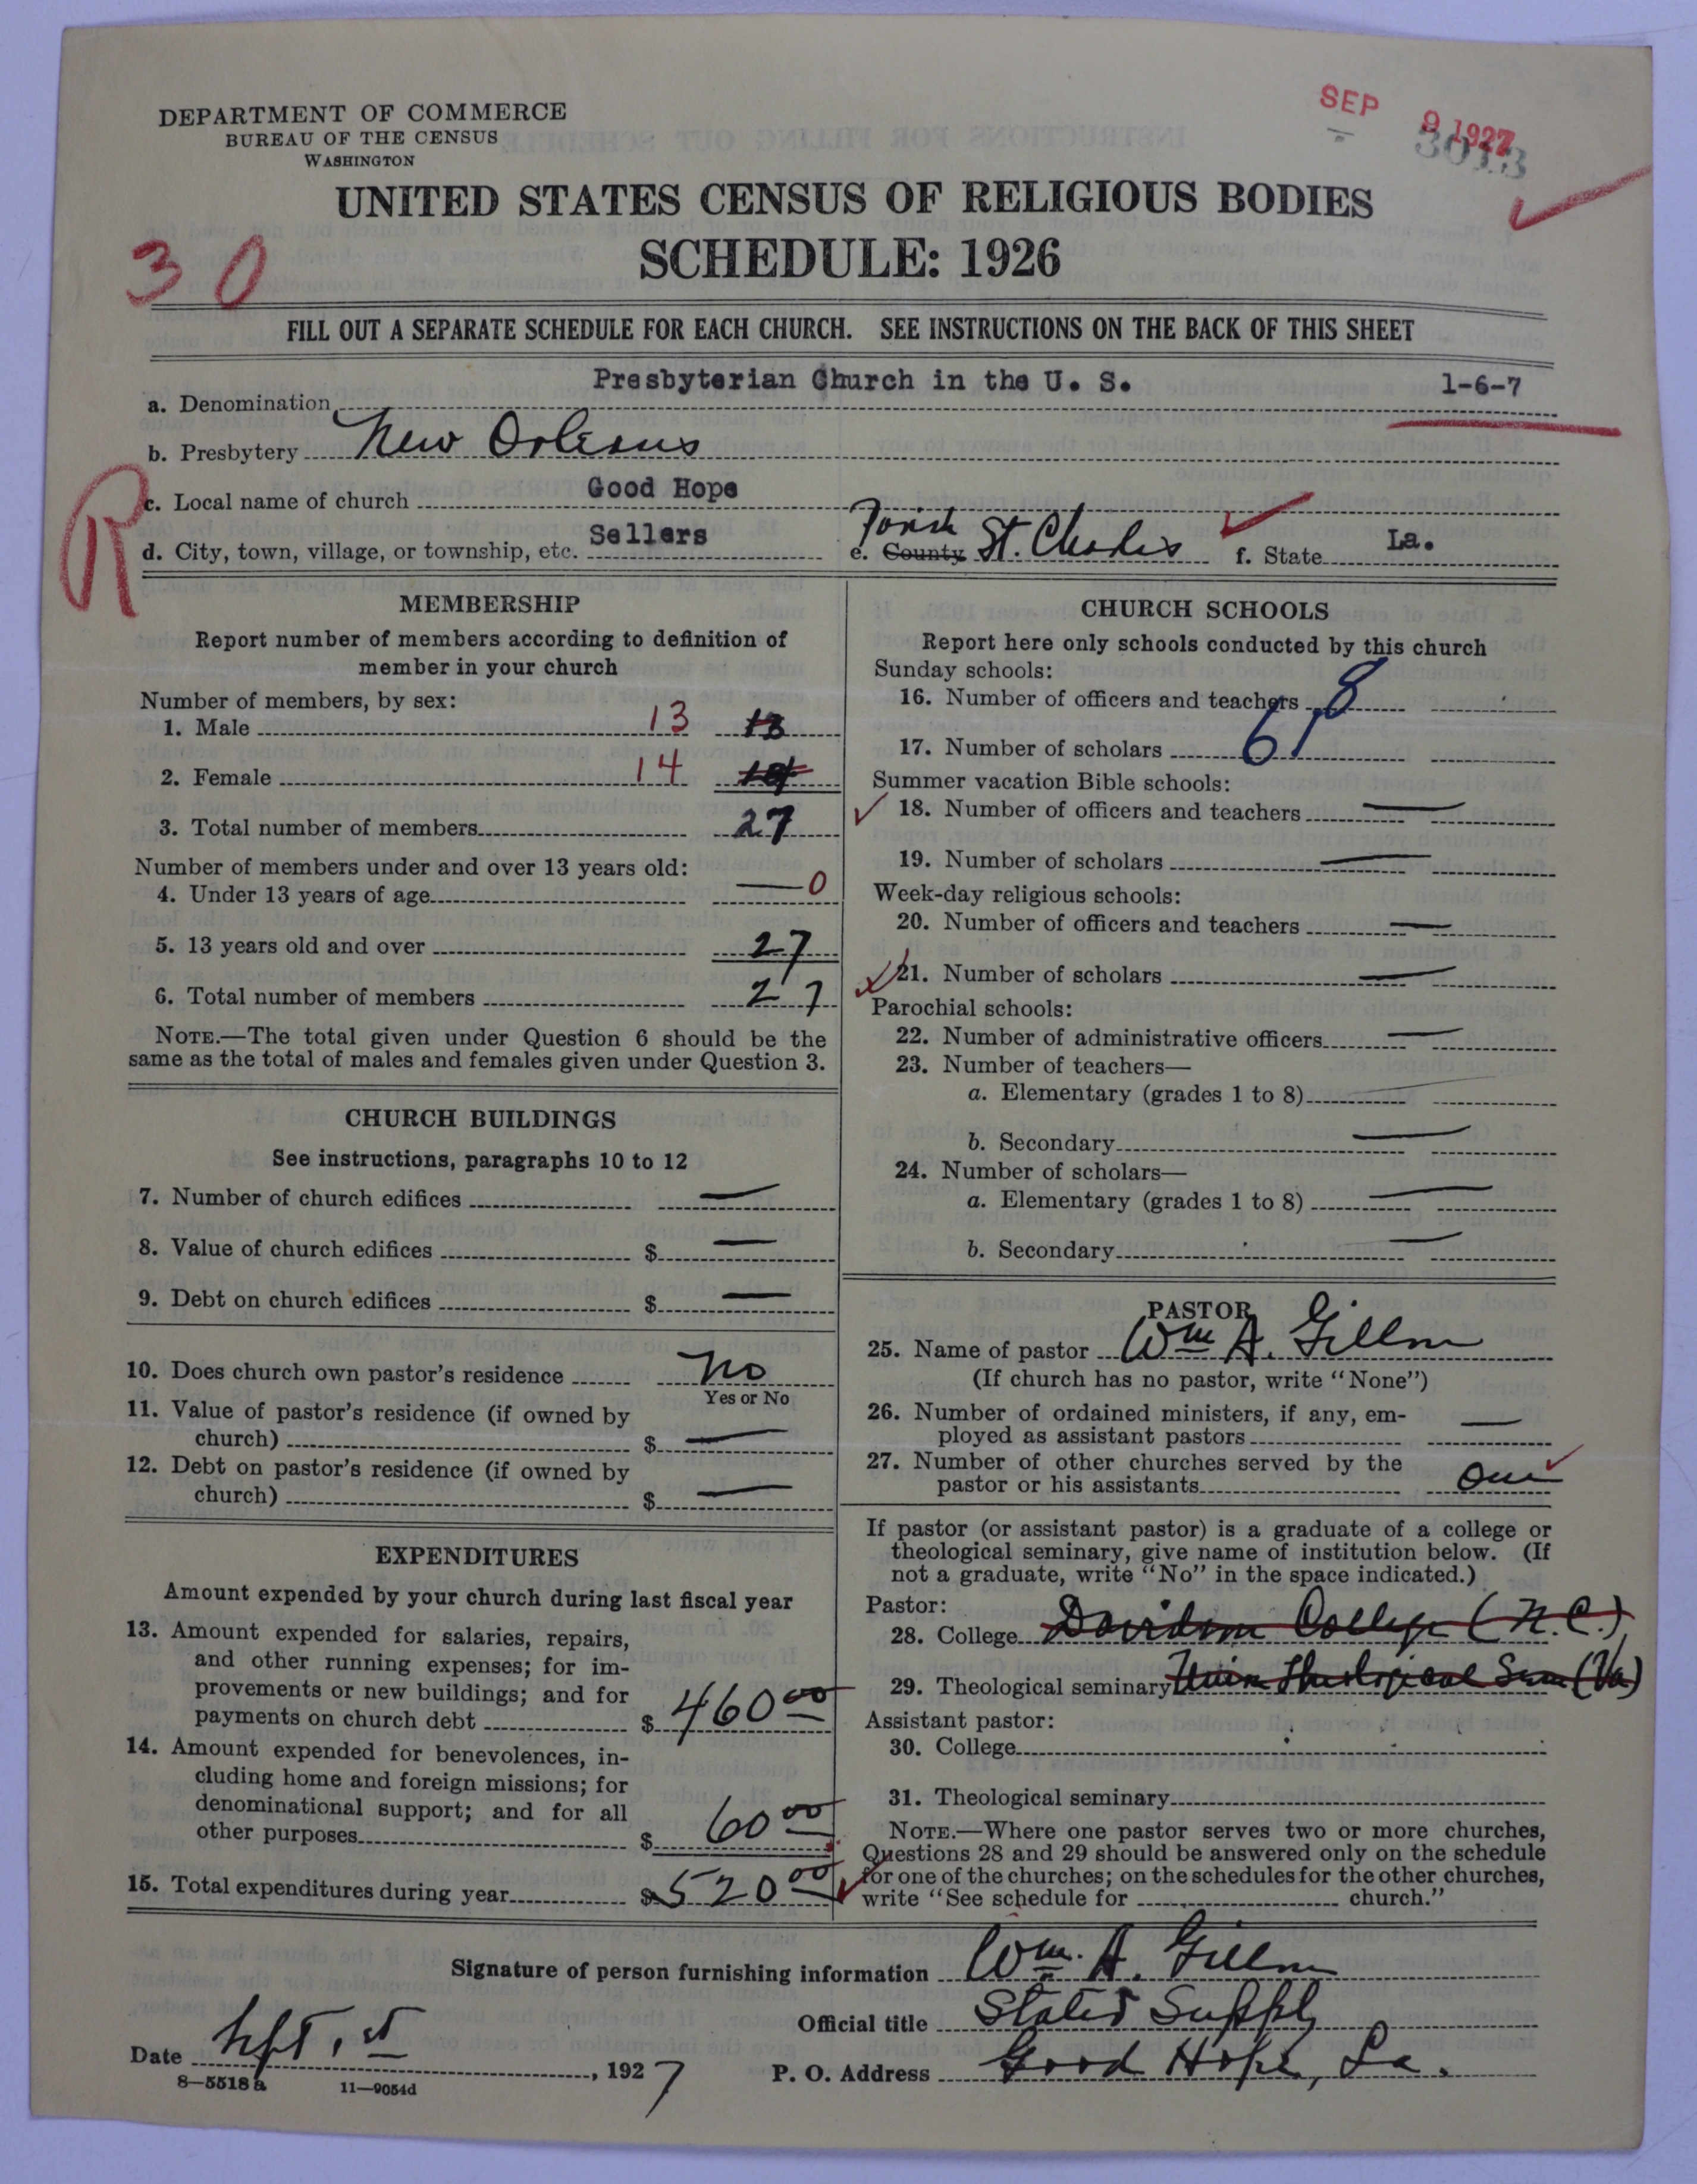 DEPARTMENT OF COMMERCE
BUREAU OF THE CENSUS
WASHINGTON
SEP 9 1927
3013
UNITED STATES CENSUS OF RELIGIOUS BODIES
SCHEDULE: 1926
30
FILL OUT A SEPARATE SCHEDULE FOR EACH CHURCH. SEE INSTRUCTIONS ON THE BACK OF THIS SHEET
a. Denomination Presbyterian Church in the U. S. 1-6-7
b. Presbytery New Orleans
R
c. Local name of church Good Hope
d. City, town, village, or township, etc. Sellers e. County Parish St. Charles f. State La.
MEMBERSHIP
Report number of members according to definition of
member in your church
Number of members, by sex:
1. Male 13 13
2. Female 14 14
3. Total number of members 27
Number of members under and over 13 years old:
4. Under 13 years of age — 0
5. 13 years old and over 27
6. Total number of members 27
NOTE.—The total given under Question 6 should be the
same as the total of males and females given under Question 3.
CHURCH BUILDINGS
See instructions, paragraphs 10 to 12
7. Number of church edifices —
8. Value of church edifices $ —
9. Debt on church edifices $ —
10. Does church own pastor's residence no
Yes or No
11. Value of pastor's residence (if owned by
church) $ —
12. Debt on pastor's residence (if owned by
church) $ —
EXPENDITURES
Amount expended by your church during last fiscal year
13. Amount expended for salaries, repairs,
and other running expenses; for im-
provements or new buildings; and for
payments on church debt $ 460 00
14. Amount expended for benevolences, in-
cluding home and foreign missions; for
denominational support; and for all
other purposes $ 60 00
15. Total expenditures during year $ 520 00
CHURCH SCHOOLS
Report here only schools conducted by this church
Sunday schools:
16. Number of officers and teachers 8
17. Number of scholars 61
Summer vacation Bible schools:
18. Number of officers and teachers —
19. Number of scholars —
Week-day religious schools:
20. Number of officers and teachers —
21. Number of scholars —
Parochial schools:
22. Number of administrative officers —
23. Number of teachers—
a. Elementary (grades 1 to 8) —
b. Secondary —
24. Number of scholars—
a. Elementary (grades 1 to 8) —
b. Secondary —
PASTOR
25. Name of pastor Wm A. Gillon
(If church has no pastor, write "None")
26. Number of ordained ministers, if any, em-
ployed as assistant pastors —
27. Number of other churches served by the
pastor or his assistants One
If pastor (or assistant pastor) is a graduate of a college or
theological seminary, give name of institution below. (If
not a graduate, write "No" in the space indicated.)
Pastor:
28. College Davidson College (N.C.)
29. Theological seminary Union Theological Sem (Va)
Assistant pastor:
30. College
31. Theological seminary
NOTE.—Where one pastor serves two or more churches,
Questions 28 and 29 should be answered only on the schedule
for one of the churches; on the schedules for the other churches,
write "See schedule for church."
Signature of person furnishing information Wm. A. Gillon
Official title Stated Supply
Date Sept. 1st, 1927 P. O. Address Good Hope, La.
8—5518a 11—9054d